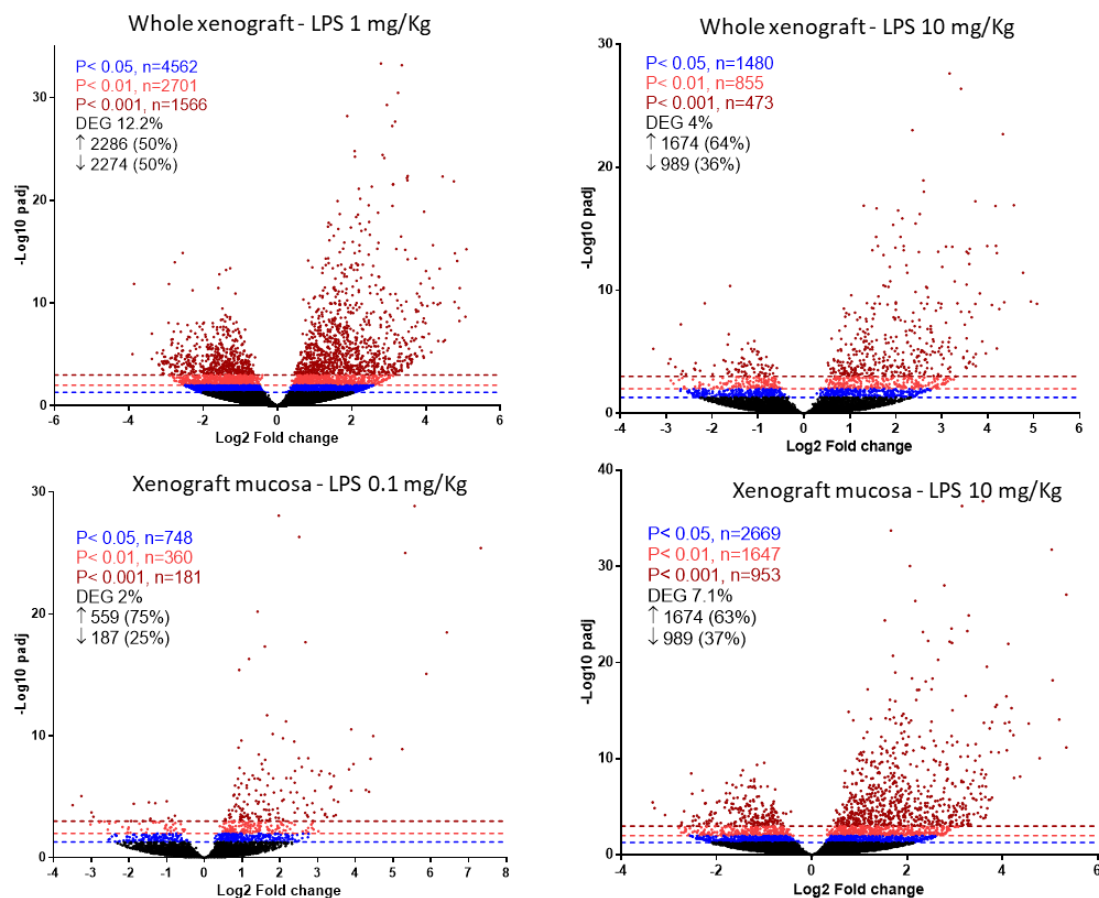 Whole xenograft - LPS 1 mg/Kg
P< 0.05, n=4562
P< 0.01, n=2701
P< 0.001, n=1566
DEG 12.2%
↑ 2286 (50%)
↓ 2274 (50%)
-Log10 padj
30
20
10
0
-6 -4 -2 0 2 4 6
Log2 Fold change
Whole xenograft - LPS 10 mg/Kg
P< 0.05, n=1480
P< 0.01, n=855
P< 0.001, n=473
DEG 4%
↑ 1674 (64%)
↓ 989 (36%)
-Log10 padj
30
20
10
0
-4 -3 -2 -1 0 1 2 3 4 5 6
Log2 Fold change
Xenograft mucosa - LPS 0.1 mg/Kg
P< 0.05, n=748
P< 0.01, n=360
P< 0.001, n=181
DEG 2%
↑ 559 (75%)
↓ 187 (25%)
-Log10 padj
30
20
10
0
-4 -3 -2 -1 0 1 2 3 4 5 6 7 8
Log2 Fold change
Xenograft mucosa - LPS 10 mg/Kg
P< 0.05, n=2669
P< 0.01, n=1647
P< 0.001, n=953
DEG 7.1%
↑ 1674 (63%)
↓ 989 (37%)
-Log10 padj
40
30
20
10
0
-4 -2 0 2 4 6
Log2 Fold change